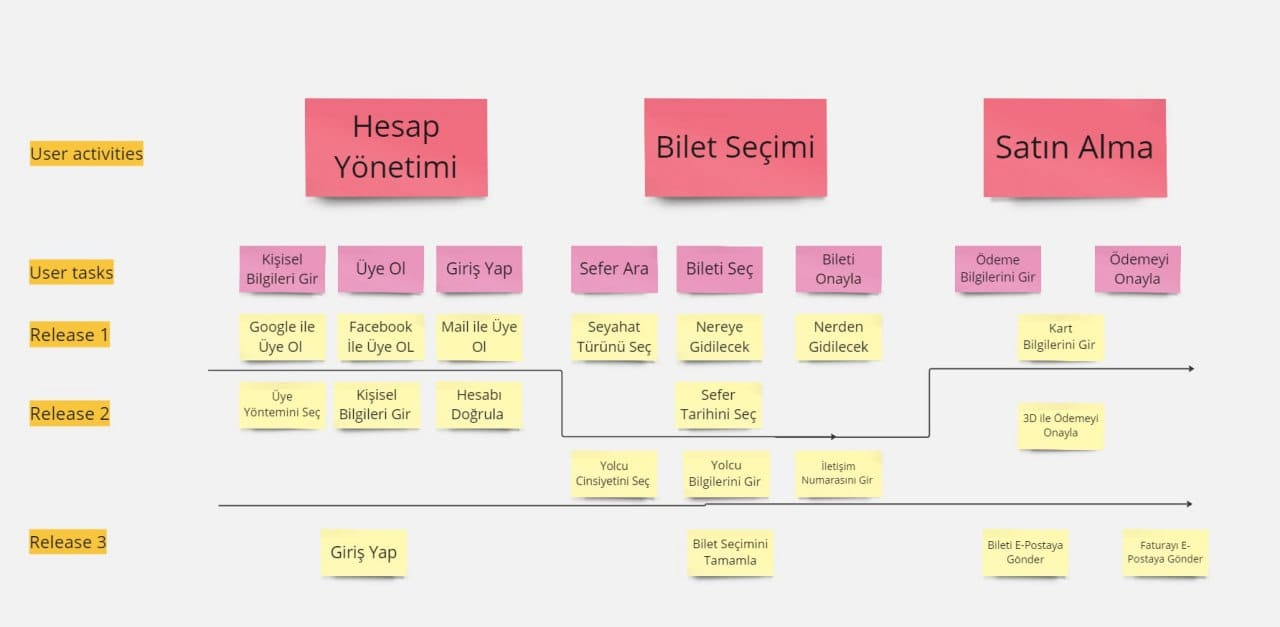 User activities
Hesap
Yönetimi
Bilet Seçimi
Satın Alma
User tasks
Kişisel
Bilgileri Gir
Üye Ol
Giriş Yap
Sefer Ara
Bileti Seç
Bileti
Onayla
Ödeme
Bilgilerini Gir
Ödemeyi
Onayla
Release 1
Google ile
Üye Ol
Facebook
İle Üye OL
Mail ile Üye
Ol
Seyahat
Türünü Seç
Nereye
Gidilecek
Nerden
Gidilecek
Kart
Bilgilerini Gir
Release 2
Üye
Yöntemini Seç
Kişisel
Bilgileri Gir
Hesabı
Doğrula
Sefer
Tarihini Seç
3D ile Ödemeyi
Onayla
Yolcu
Cinsiyetini Seç
Yolcu
Bilgilerini Gir
İletişim
Numarasını Gir
Release 3
Giriş Yap
Bilet Seçimini
Tamamla
Bileti E-Postaya
Gönder
Faturayı E-
Postaya Gönder